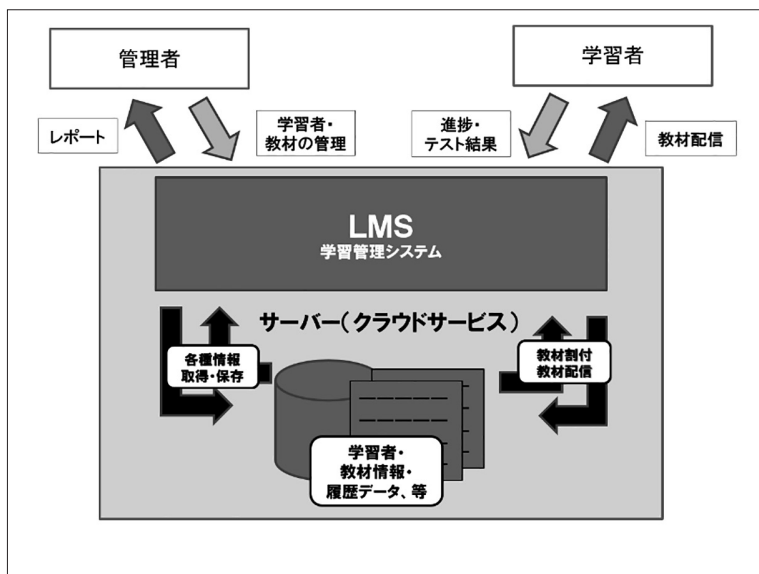 管理者
学習者
レポート
学習者・
教材の管理
進捗・
テスト結果
教材配信
LMS
学習管理システム
サーバー(クラウドサービス)
各種情報
取得・保存
教材割付
教材配信
学習者・
教材情報・
履歴データ、等